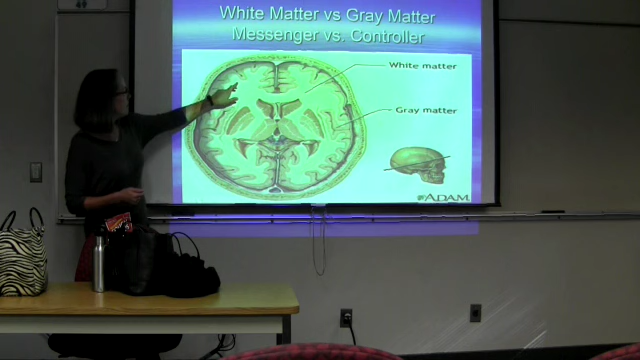 White Matter vs Gray Matter
Messenger vs. Controller
White matter
Gray matter
ADAM